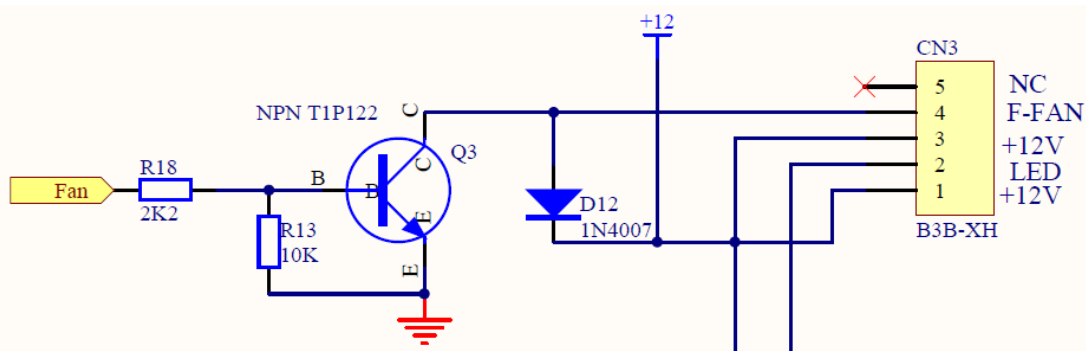 +12
CN3
5 NC
NPN T1P122
C
4 F-FAN
Q3
3 +12V
R18
C
2 LED
Fan
B
B
1 +12V
2K2
D12
R13
E
1N4007
B3B-XH
10K
E